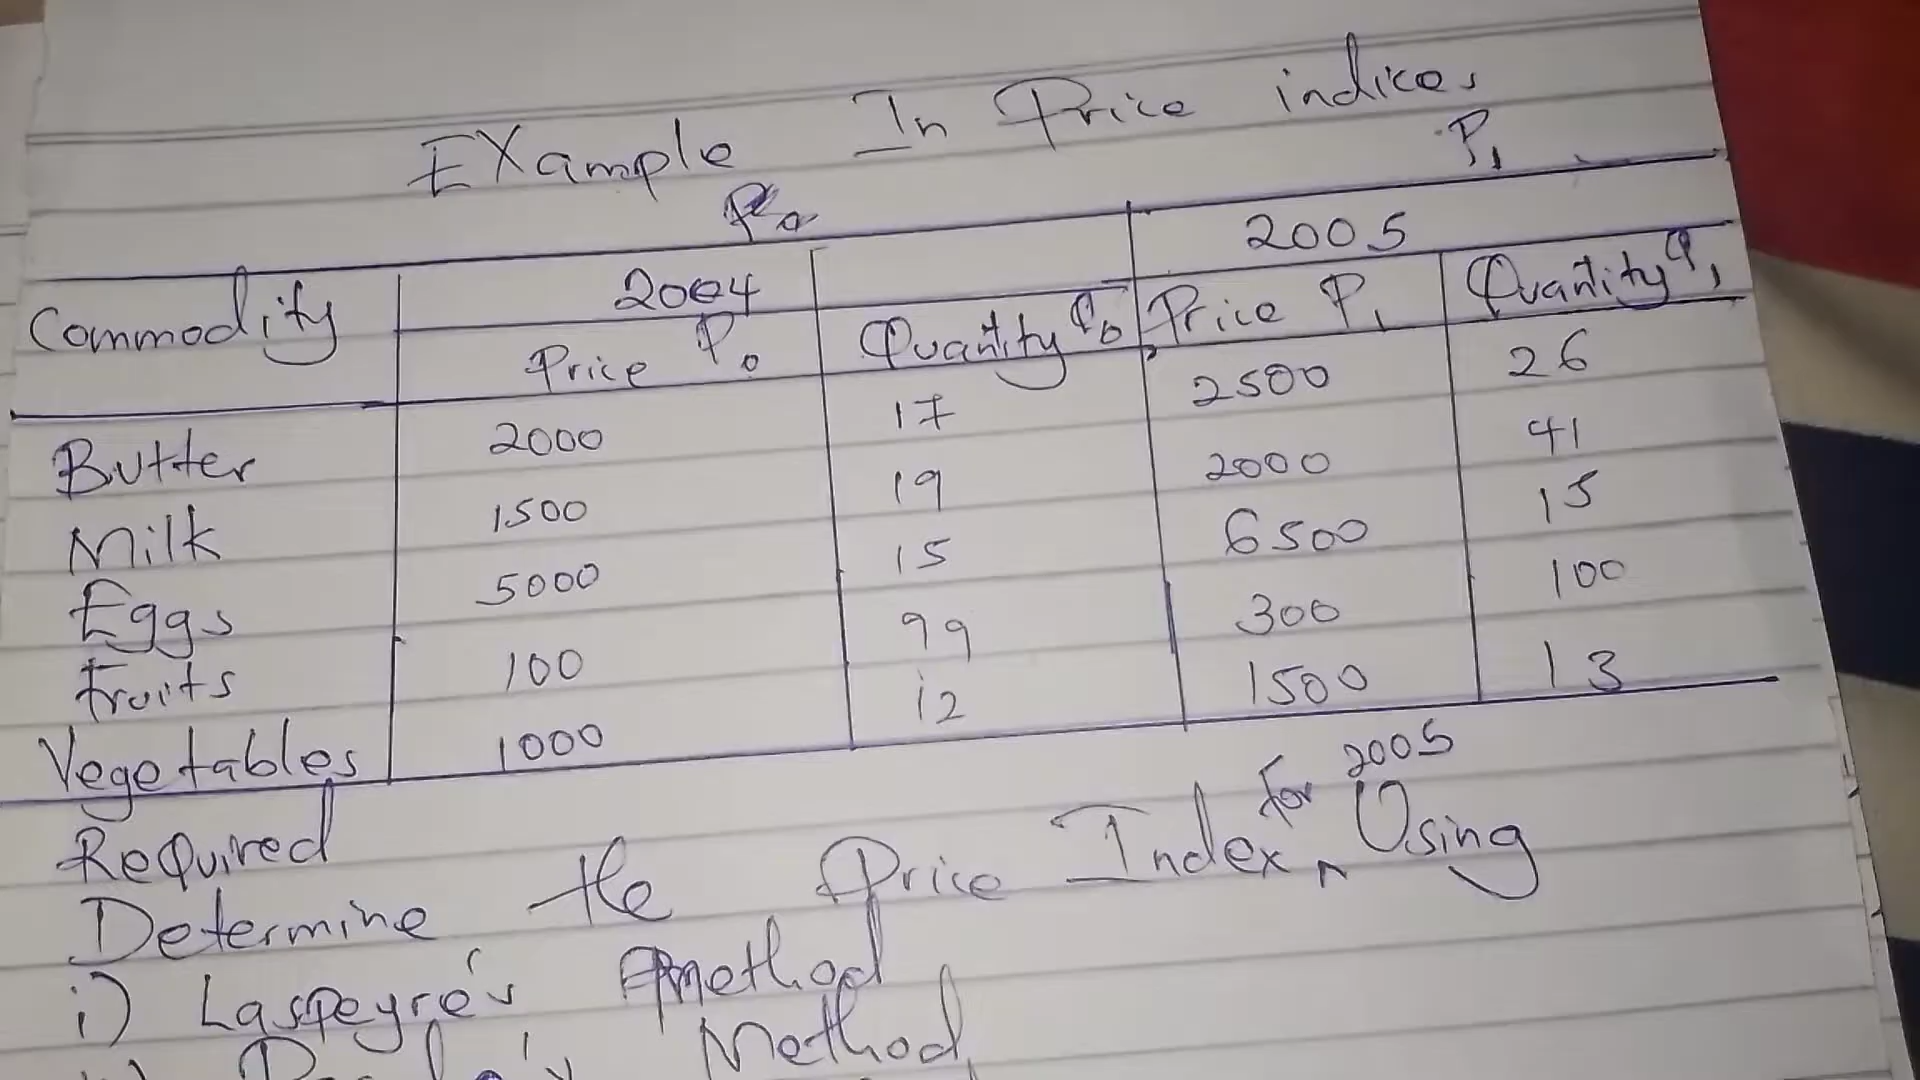 EXample In Price indices
P₀ P₁
Commodity 2004 2005
Price P₀ Quantity q₀ Price P₁ Quantity q₁
Butter 2000 17 2500 26
Milk 1500 19 2000 41
Eggs 5000 15 6500 15
Fruits 100 99 300 100
Vegetables 1000 12 1500 13
Required
Determine the Price Index for 2005 Using
i) Laspeyre's method
Method